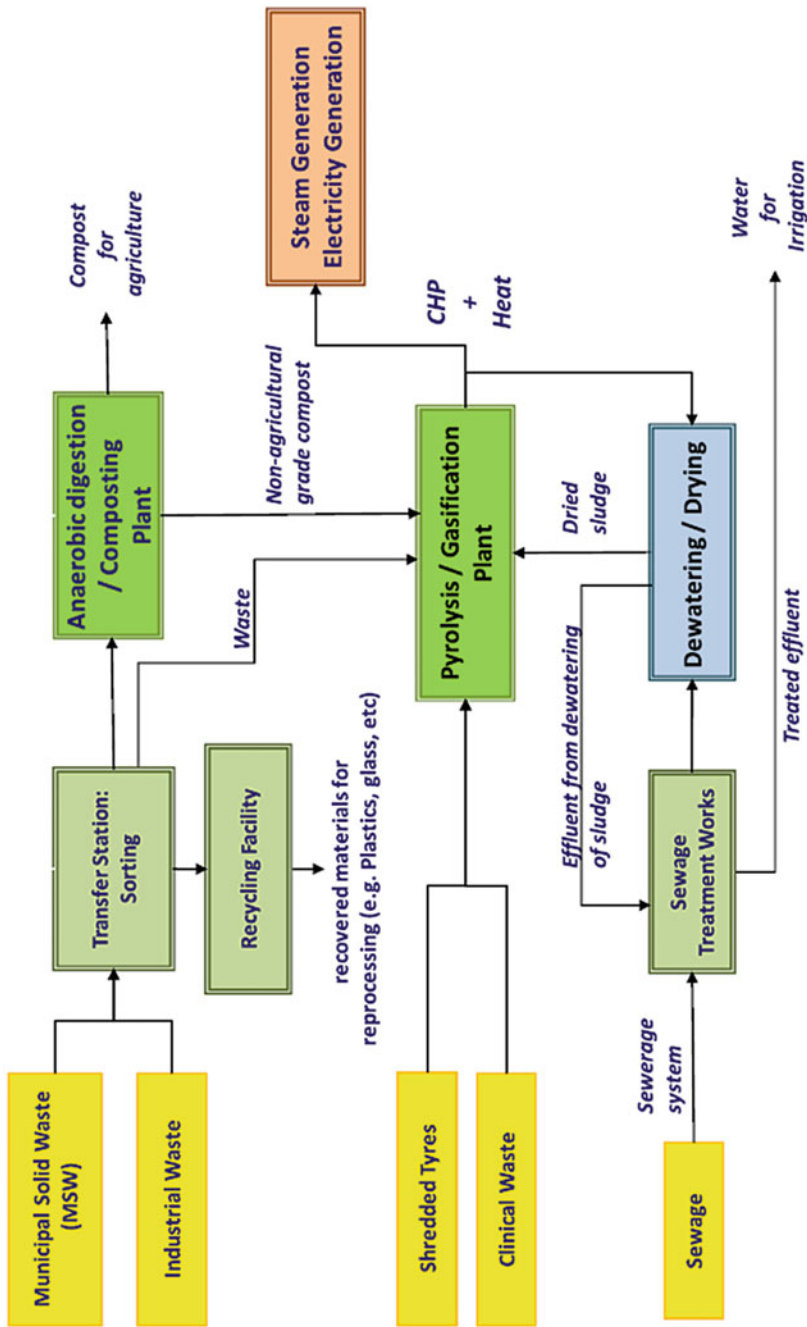 Municipal Solid Waste
(MSW)
Industrial Waste
Transfer Station:
Sorting
Anaerobic digestion
/ Composting
Plant
Compost
for
agriculture
Recycling Facility
recovered materials for
reprocessing (e.g. Plastics, glass, etc)
Waste
Non-agricultural
grade compost
Shredded Tyres
Clinical Waste
Pyrolysis / Gasification
Plant
CHP
+
Heat
Steam Generation
Electricity Generation
Sewage
Sewerage
system
Sewage
Treatment Works
Effluent from dewatering
of sludge
Dried
sludge
Dewatering / Drying
Treated effluent
Water
for
Irrigation